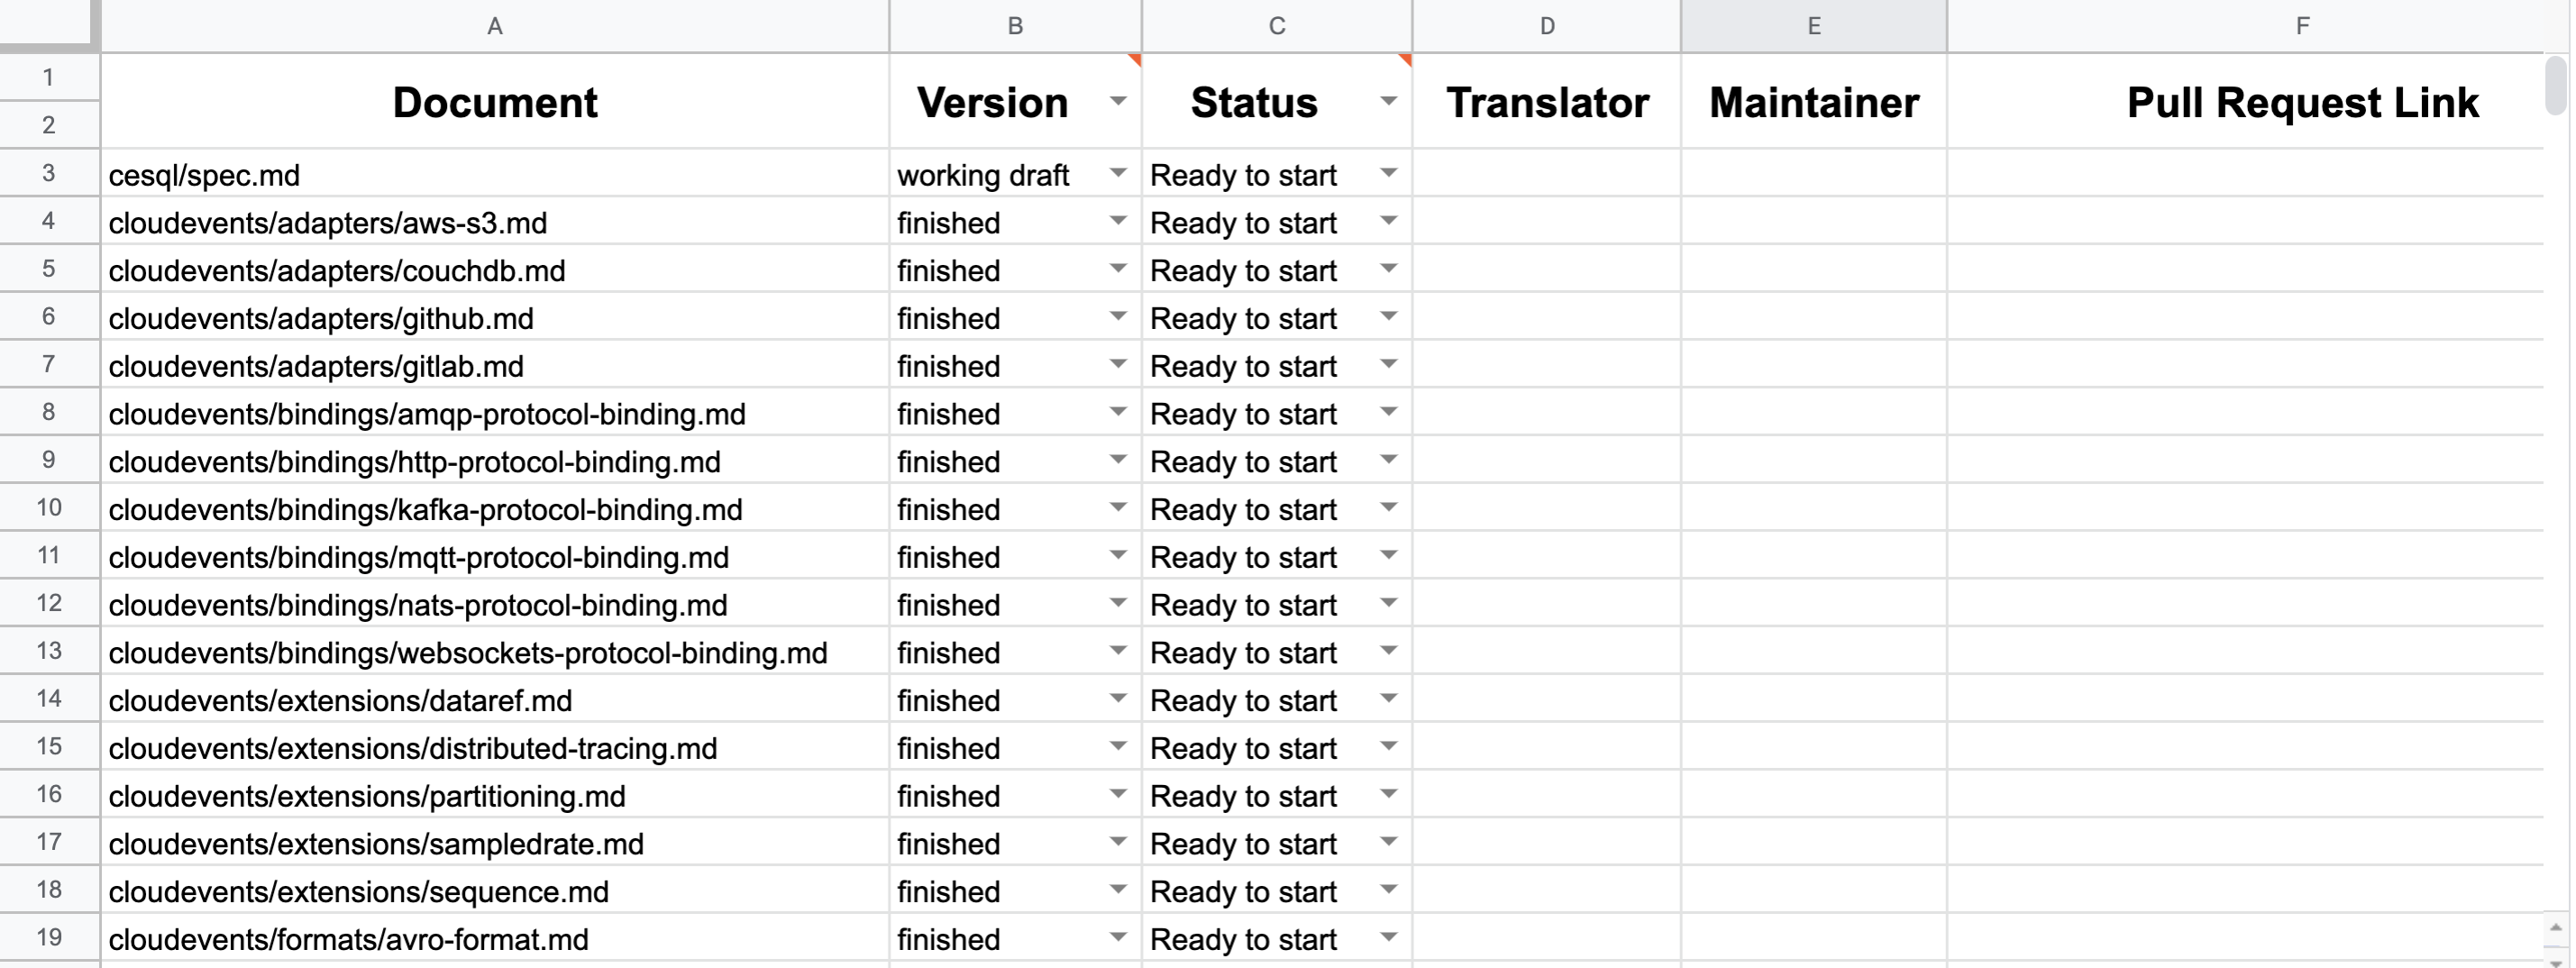 A B C D E F
1 Document Version Status Translator Maintainer Pull Request Link
2
3 cesql/spec.md working draft Ready to start
4 cloudevents/adapters/aws-s3.md finished Ready to start
5 cloudevents/adapters/couchdb.md finished Ready to start
6 cloudevents/adapters/github.md finished Ready to start
7 cloudevents/adapters/gitlab.md finished Ready to start
8 cloudevents/bindings/amqp-protocol-binding.md finished Ready to start
9 cloudevents/bindings/http-protocol-binding.md finished Ready to start
10 cloudevents/bindings/kafka-protocol-binding.md finished Ready to start
11 cloudevents/bindings/mqtt-protocol-binding.md finished Ready to start
12 cloudevents/bindings/nats-protocol-binding.md finished Ready to start
13 cloudevents/bindings/websockets-protocol-binding.md finished Ready to start
14 cloudevents/extensions/dataref.md finished Ready to start
15 cloudevents/extensions/distributed-tracing.md finished Ready to start
16 cloudevents/extensions/partitioning.md finished Ready to start
17 cloudevents/extensions/sampledrate.md finished Ready to start
18 cloudevents/extensions/sequence.md finished Ready to start
19 cloudevents/formats/avro-format.md finished Ready to start